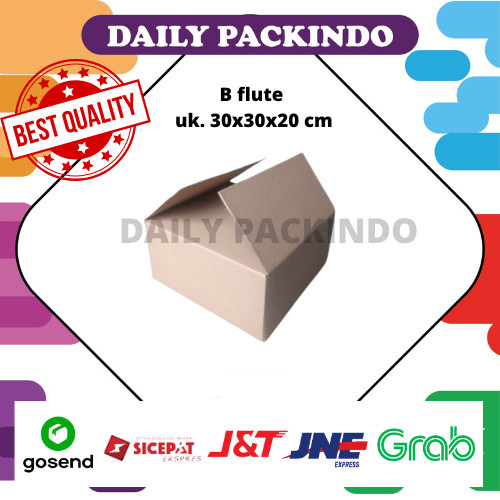 DAILY PACKINDO
BEST QUALITY
B flute
uk. 30x30x20 cm
DAILY PACKINDO
gosend
SICEPAT
EKSPRES
J&T
JNE
EXPRESS
Grab